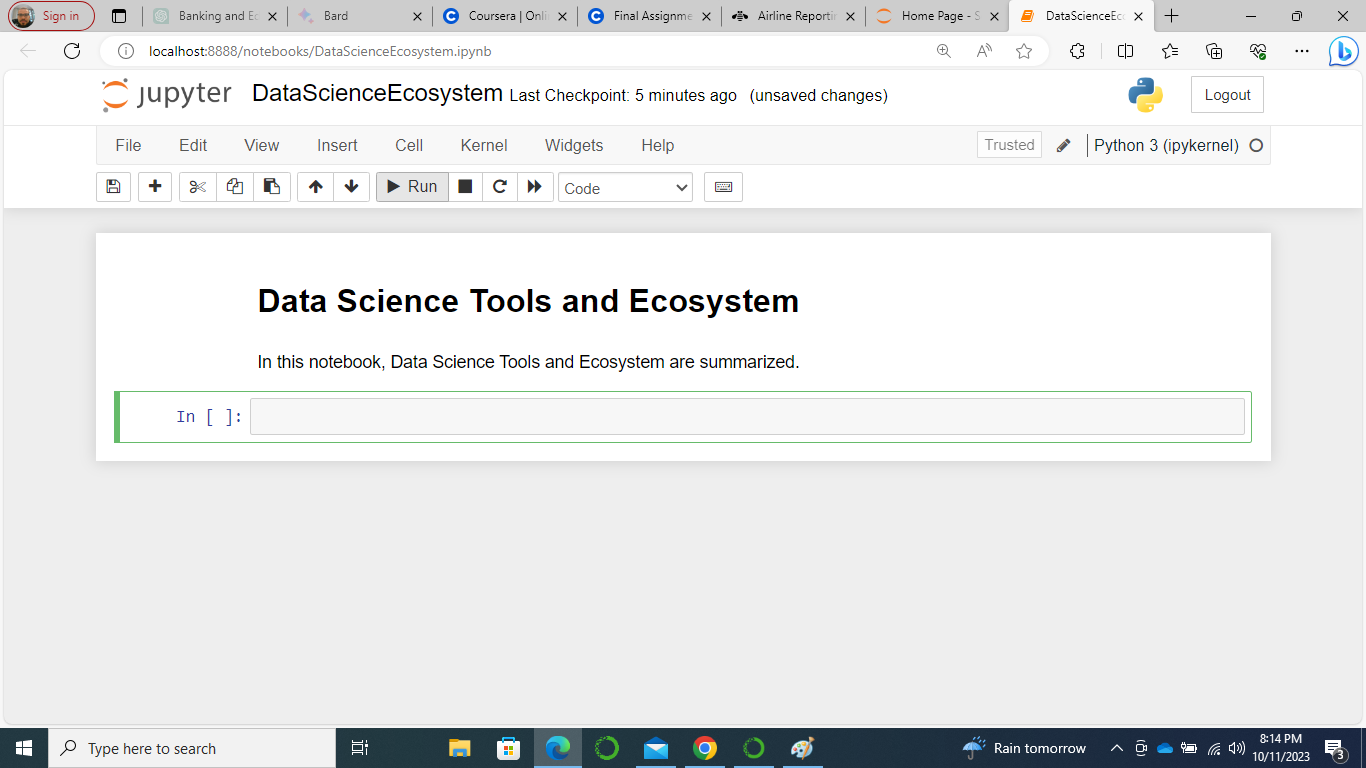 Sign in
Banking and Ec
Bard
Coursera | Onli
Final Assignme
Airline Reportin
Home Page - S
DataScienceEco
localhost:8888/notebooks/DataScienceEcosystem.ipynb
jupyter DataScienceEcosystem Last Checkpoint: 5 minutes ago (unsaved changes)
Logout
File Edit View Insert Cell Kernel Widgets Help
Trusted
Python 3 (ipykernel)
Run
Code
Data Science Tools and Ecosystem
In this notebook, Data Science Tools and Ecosystem are summarized.
In [ ]:
Type here to search
Rain tomorrow
8:14 PM
10/11/2023
3